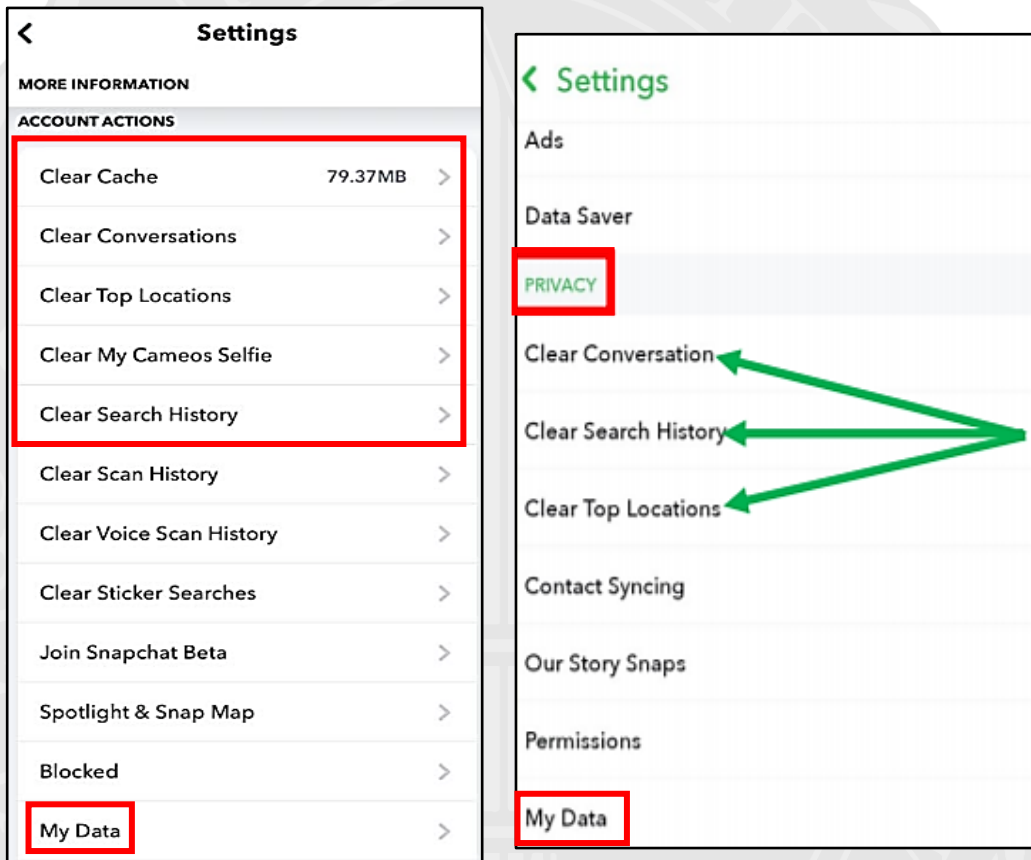 Settings
MORE INFORMATION
ACCOUNT ACTIONS
Clear Cache 79.37MB
Clear Conversations
Clear Top Locations
Clear My Cameos Selfie
Clear Search History
Clear Scan History
Clear Voice Scan History
Clear Sticker Searches
Join Snapchat Beta
Spotlight & Snap Map
Blocked
My Data
Settings
Ads
Data Saver
PRIVACY
Clear Conversation
Clear Search History
Clear Top Locations
Contact Syncing
Our Story Snaps
Permissions
My Data